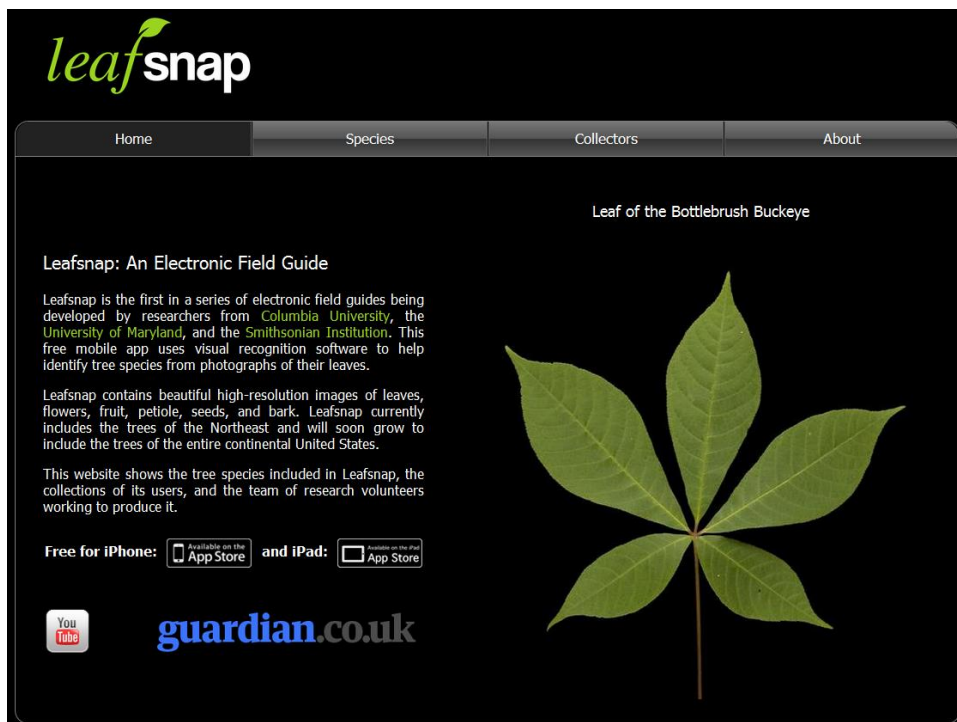 leafsnap
Home Species Collectors About
Leaf of the Bottlebrush Buckeye
Leafsnap: An Electronic Field Guide
Leafsnap is the first in a series of electronic field guides being
developed by researchers from Columbia University, the
University of Maryland, and the Smithsonian Institution. This
free mobile app uses visual recognition software to help
identify tree species from photographs of their leaves.
Leafsnap contains beautiful high-resolution images of leaves,
flowers, fruit, petiole, seeds, and bark. Leafsnap currently
includes the trees of the Northeast and will soon grow to
include the trees of the entire continental United States.
This website shows the tree species included in Leafsnap, the
collections of its users, and the team of research volunteers
working to produce it.
Free for iPhone: Available on the App Store and iPad: Available on the iPad App Store
You Tube
guardian.co.uk